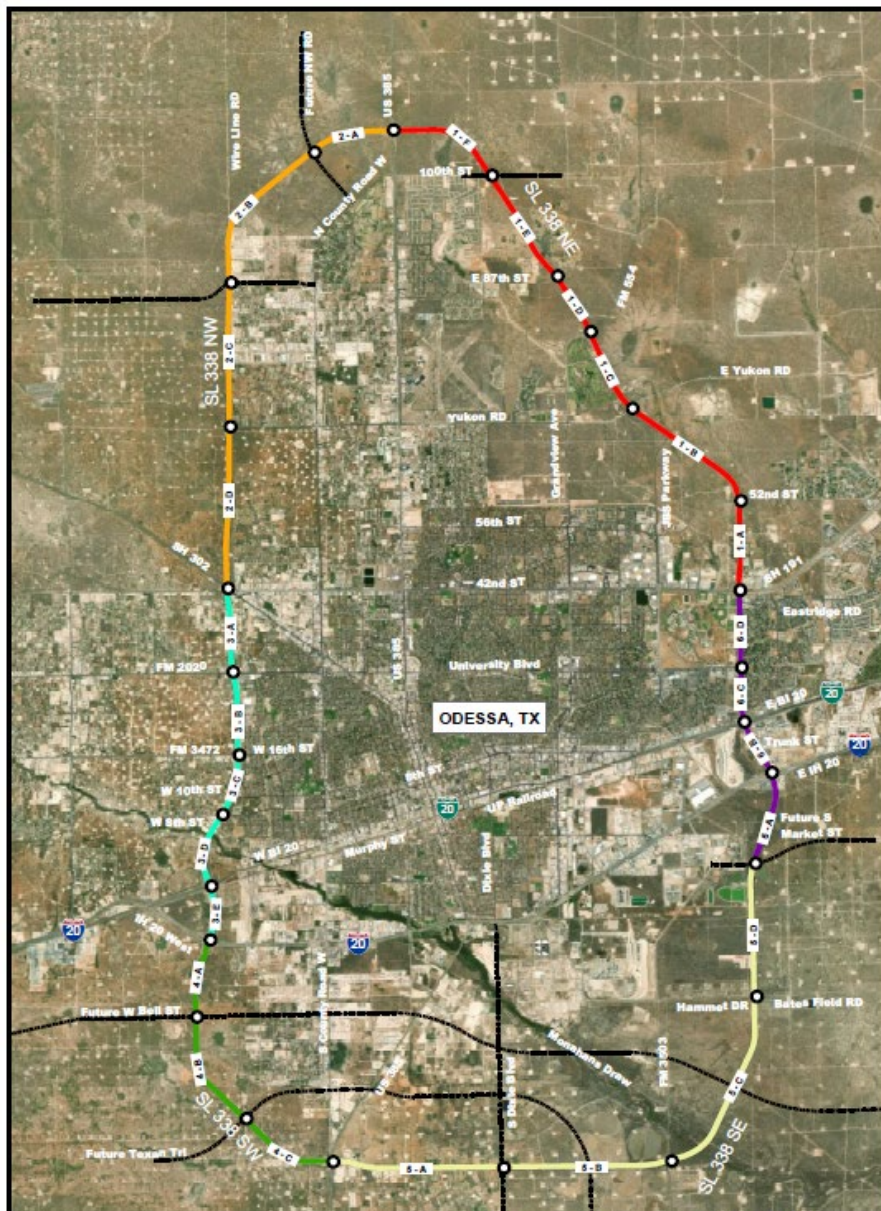 Future NW RD
US 385
Wire Line RD
2-A
1-F
100th ST
N County Road W
SL 338 NE
2-B
1-E
E 87th ST
FM 554
1-D
SL 338 NW
2-C
1-C
E Yukon RD
Yukon RD
Grandview Ave
1-B
JBS Parkway
2-D
52nd ST
56th ST
1-A
SH 302
42nd ST
SH 191
3-A
6-D
Eastridge RD
FM 2020
US 385
University Blvd
6-C
3-B
ODESSA, TX
E BI 20
20
FM 3472
W 16th ST
6-B
Trunk ST
20
E IH 20
3-C
W 10th ST
8th ST
20
UP Railroad
W 8th ST
6-A
Future S
Market ST
3-D
W BI 20
Murphy ST
Dixie Blvd
3-E
20
IH 20 West
20
5-D
4-A
S County Road W
Future W Bell ST
Hammet DR
Bates Field RD
Monahans Draw
FM 3503
4-B
S Dixie Blvd
5-C
SL 338 SW
SL 338 SE
Future Texan Trl
4-C
5-A
5-B